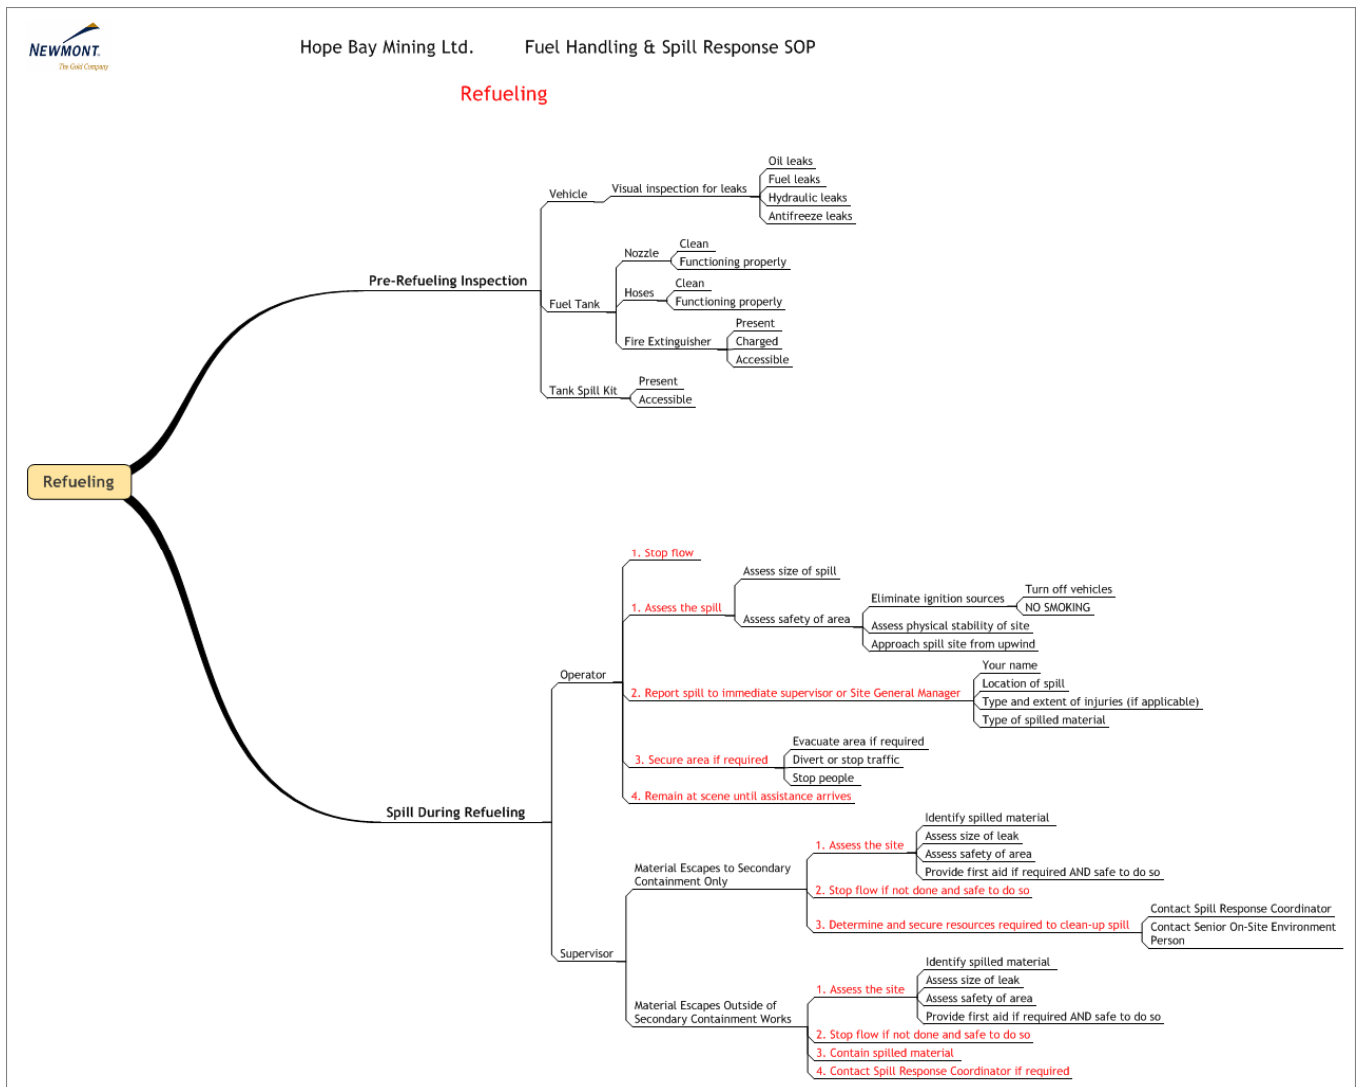 NEWMONT.
The Gold Company
Hope Bay Mining Ltd. Fuel Handling & Spill Response SOP
Refueling
Refueling
Pre-Refueling Inspection
Vehicle
Visual inspection for leaks
Oil leaks
Fuel leaks
Hydraulic leaks
Antifreeze leaks
Fuel Tank
Nozzle
Clean
Functioning properly
Hoses
Clean
Functioning properly
Fire Extinguisher
Present
Charged
Accessible
Tank Spill Kit
Present
Accessible
Spill During Refueling
Operator
1. Stop flow
1. Assess the spill
Assess size of spill
Assess safety of area
Eliminate ignition sources
Turn off vehicles
NO SMOKING
Assess physical stability of site
Approach spill site from upwind
2. Report spill to immediate supervisor or Site General Manager
Your name
Location of spill
Type and extent of injuries (if applicable)
Type of spilled material
3. Secure area if required
Evacuate area if required
Divert or stop traffic
Stop people
4. Remain at scene until assistance arrives
Supervisor
Material Escapes to Secondary
Containment Only
1. Assess the site
Identify spilled material
Assess size of leak
Assess safety of area
Provide first aid if required AND safe to do so
2. Stop flow if not done and safe to do so
3. Determine and secure resources required to clean-up spill
Contact Spill Response Coordinator
Contact Senior On-Site Environment
Person
Material Escapes Outside of
Secondary Containment Works
1. Assess the site
Identify spilled material
Assess size of leak
Assess safety of area
Provide first aid if required AND safe to do so
2. Stop flow if not done and safe to do so
3. Contain spilled material
4. Contact Spill Response Coordinator if required